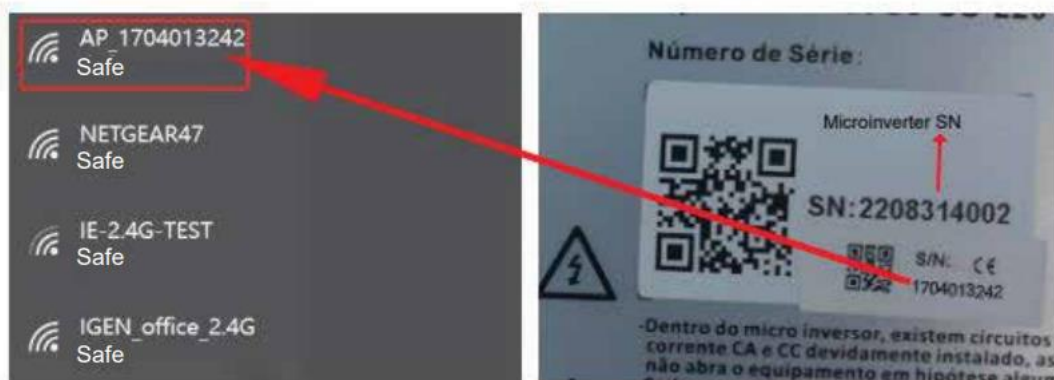 AP_1704013242
Safe
NETGEAR47
Safe
IE-2.4G-TEST
Safe
IGEN_office_2.4G
Safe
Número de Série:
Microinverter SN
SN:2208314002
S/N: CE
1704013242
-Dentro do micro inversor, existem circuitos
corrente CA e CC devidamente instalado, as
não abra o equipamento em hipótese